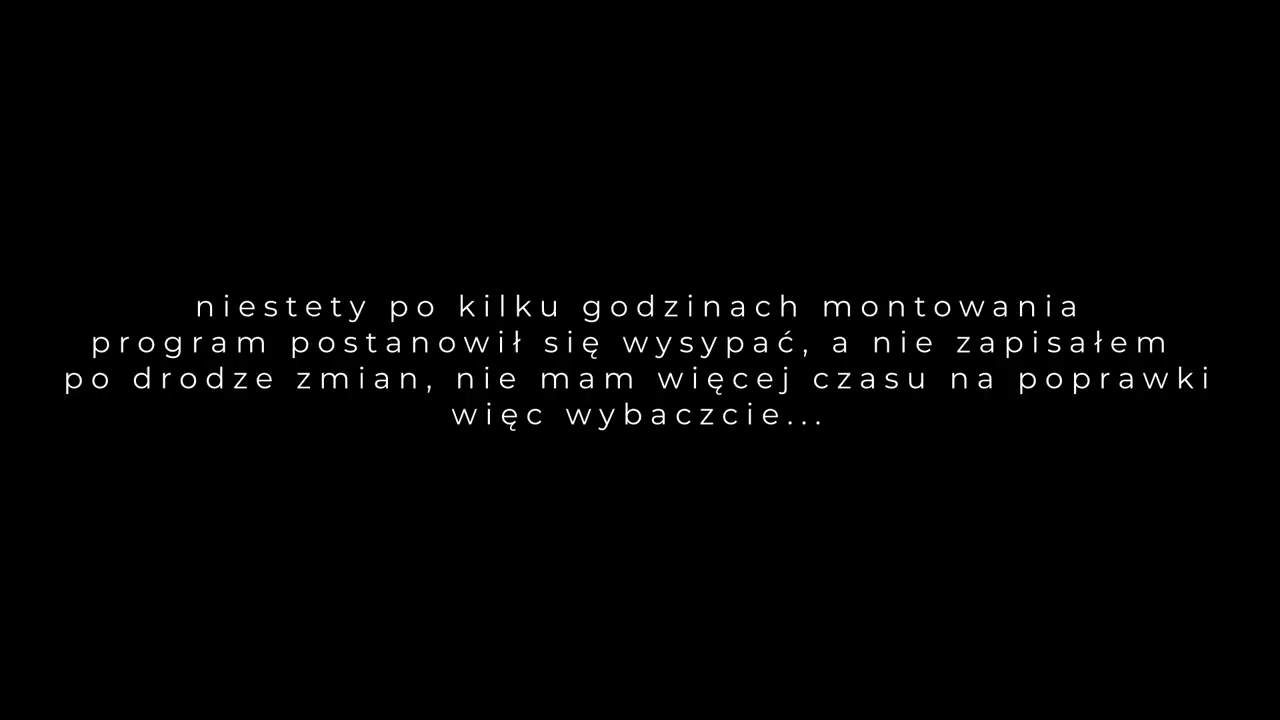 niestety po kilku godzinach montowania
program postanowił się wysypać, a nie zapisałem
po drodze zmian, nie mam więcej czasu na poprawki
więc wybaczcie...